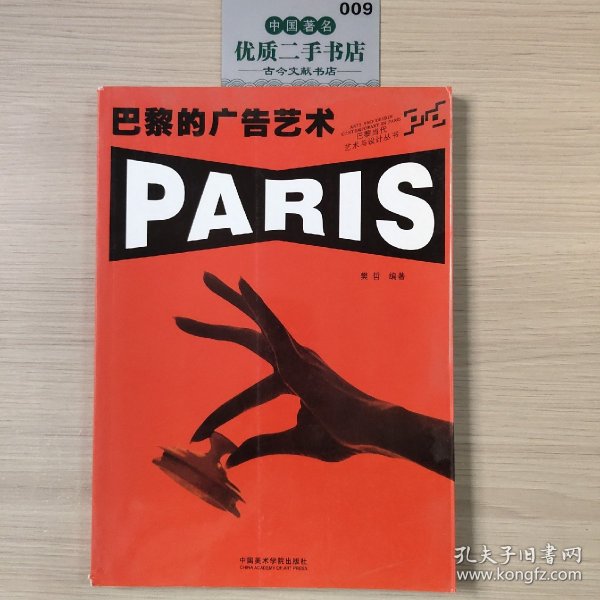 009
中国著名
优质二手书店
古今文献书店
巴黎的广告艺术
巴黎当代
艺术与设计丛书
PARIS
樊哲 编著
中国美术学院出版社
CHINA ACADEMY OF ART PRESS
孔夫子旧书网
www.kongfz.com